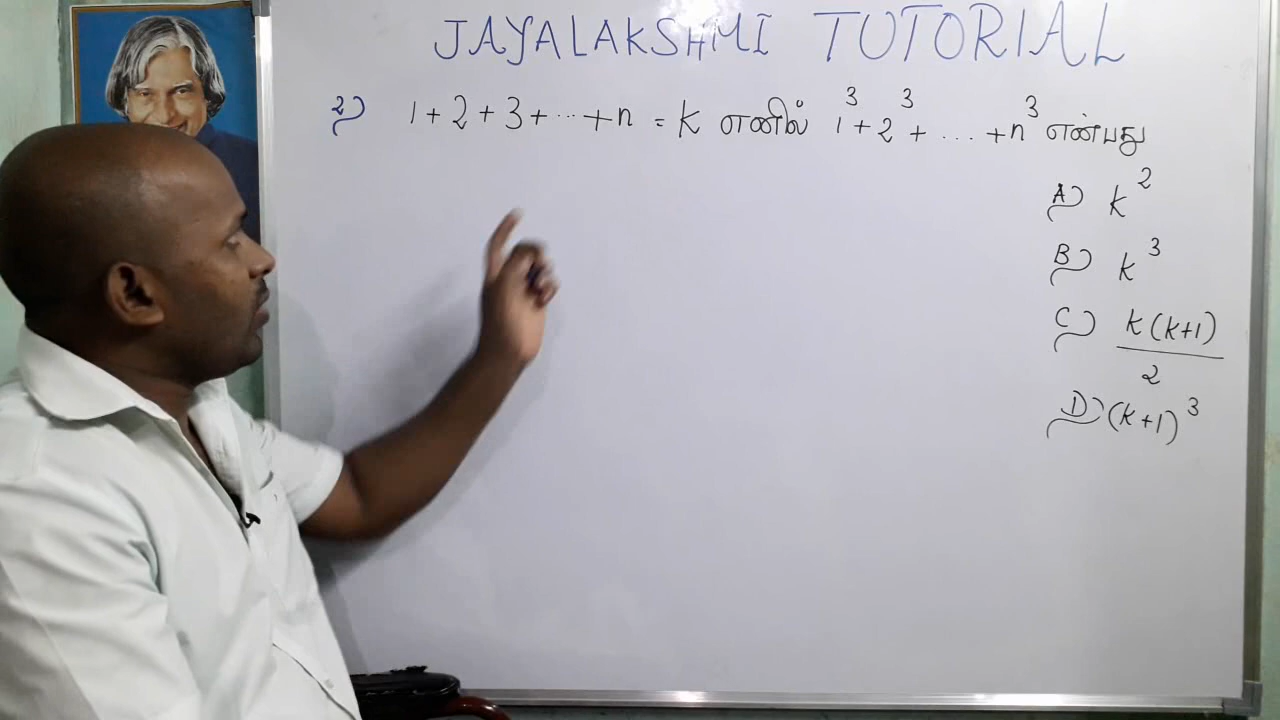 JAYALAKSHMI TUTORIAL
2) 1 + 2 + 3 + ... + n = K எனில் 1³ + 2³ + ... + n³ என்பது
A) k²
B) k³
C) k(k+1)/2
D) (k+1)³